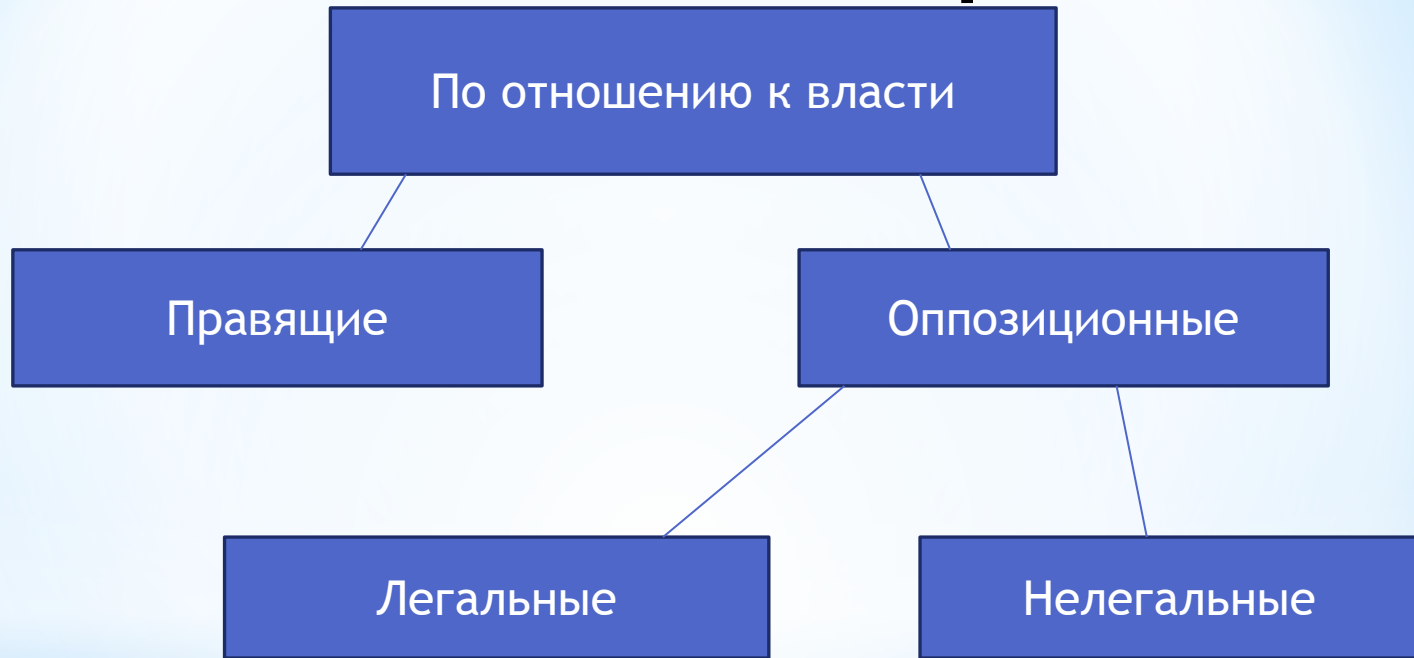 По отношению к власти
Правящие
Оппозиционные
Легальные
Нелегальные